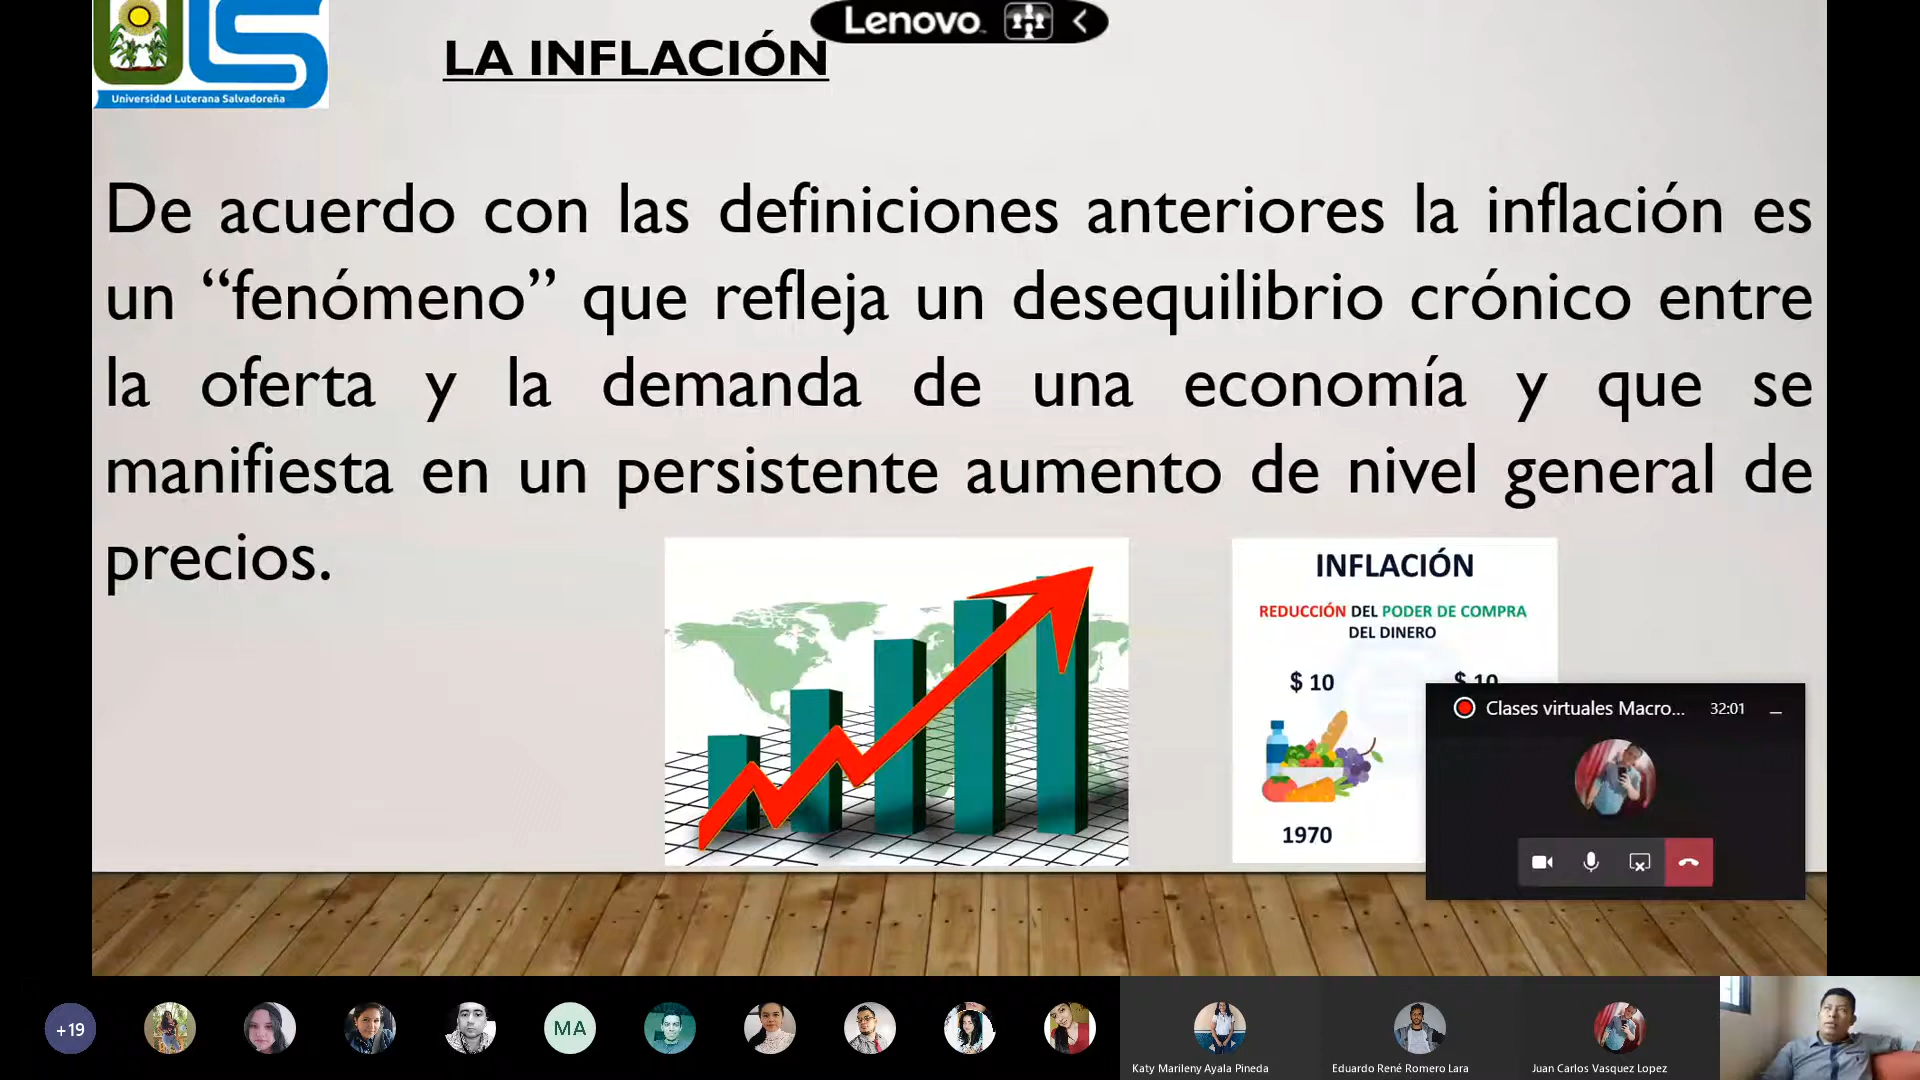 Lenovo
LA INFLACIÓN
Universidad Luterana Salvadoreña
De acuerdo con las definiciones anteriores la inflación es
un “fenómeno” que refleja un desequilibrio crónico entre
la oferta y la demanda de una economía y que se
manifiesta en un persistente aumento de nivel general de
precios.
INFLACIÓN
REDUCCIÓN DEL PODER DE COMPRA
DEL DINERO
$ 10
$ 10
1970
Clases virtuales Macro... 32:01
+19
MA
Katy Marileny Ayala Pineda
Eduardo René Romero Lara
Juan Carlos Vasquez Lopez